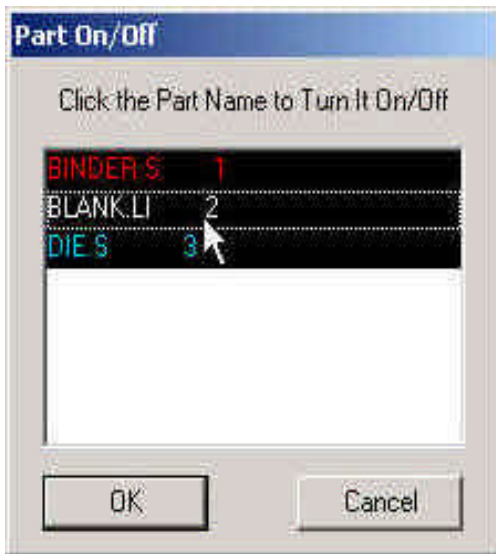 Part On/Off
Click the Part Name to Turn It On/Off
BINDER.S 1
BLANK.LI 2
DIE.S 3
OK Cancel